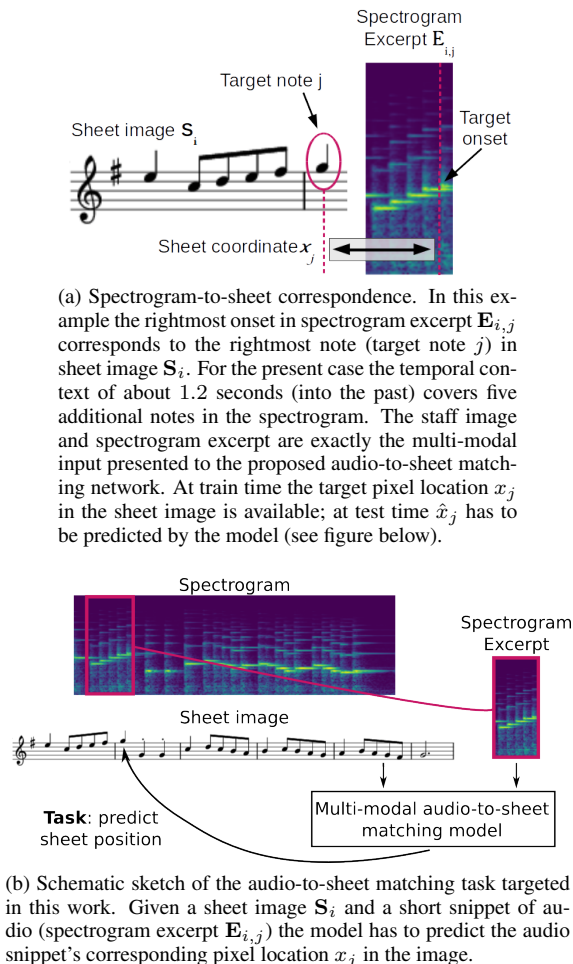 Spectrogram
Excerpt E_{i,j}
Target note j
Target
onset
Sheet image S_i
Sheet coordinate x_j
(a) Spectrogram-to-sheet correspondence. In this ex-
ample the rightmost onset in spectrogram excerpt E_{i,j}
corresponds to the rightmost note (target note j) in
sheet image S_i. For the present case the temporal con-
text of about 1.2 seconds (into the past) covers five
additional notes in the spectrogram. The staff image
and spectrogram excerpt are exactly the multi-modal
input presented to the proposed audio-to-sheet match-
ing network. At train time the target pixel location x_j
in the sheet image is available; at test time x̂_j has to
be predicted by the model (see figure below).
Spectrogram
Spectrogram
Excerpt
Sheet image
Task: predict
sheet position
Multi-modal audio-to-sheet
matching model
(b) Schematic sketch of the audio-to-sheet matching task targeted
in this work. Given a sheet image S_i and a short snippet of au-
dio (spectrogram excerpt E_{i,j}) the model has to predict the audio
snippet's corresponding pixel location x_j in the image.